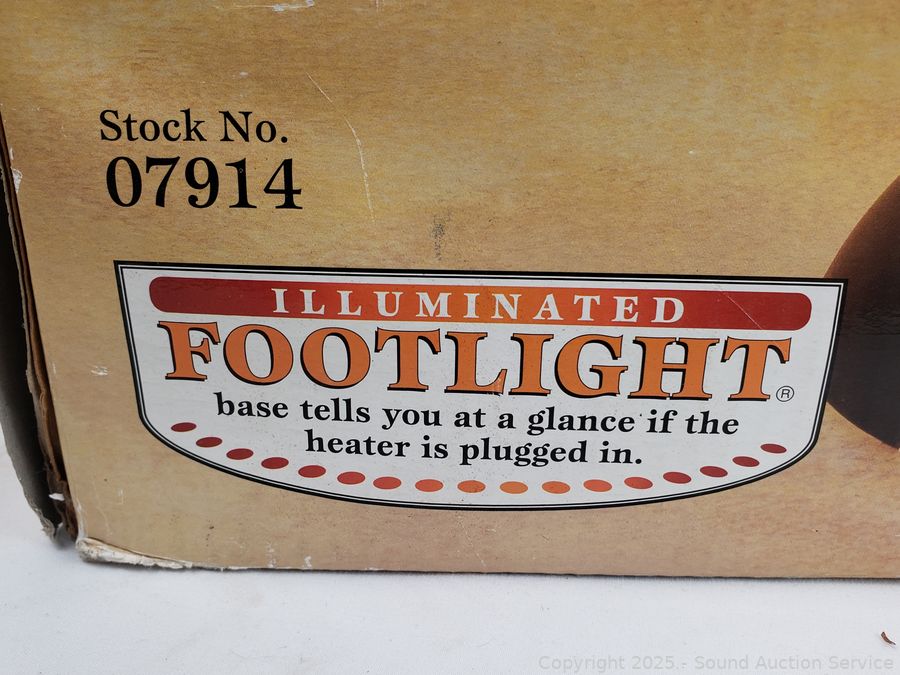 Stock No.
07914
ILLUMINATED
FOOTLIGHT®
base tells you at a glance if the
heater is plugged in.
Copyright 2025.- Sound Auction Service